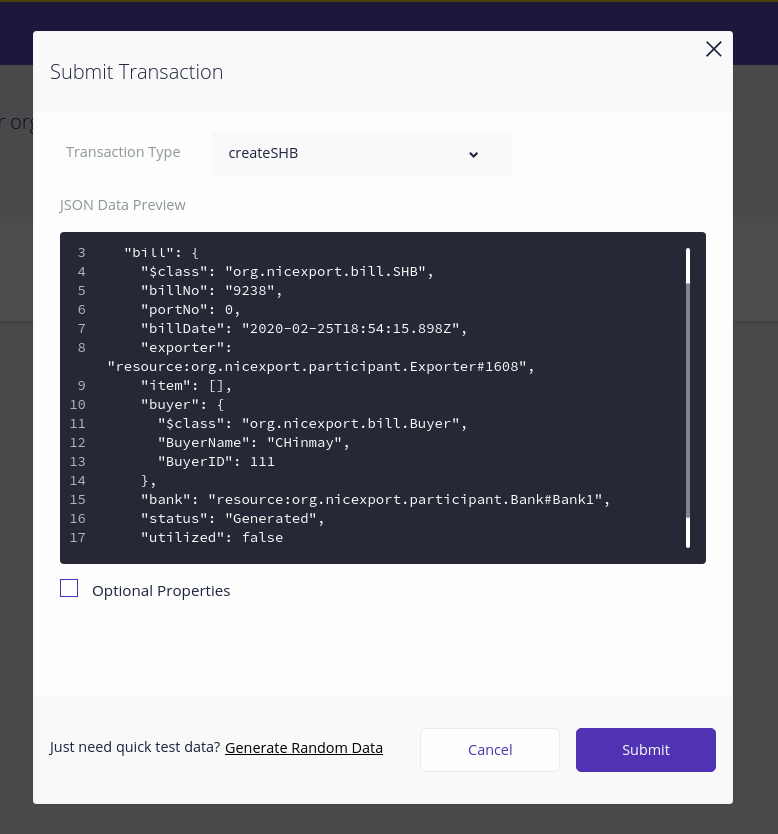 r org
Submit Transaction
Transaction Type
createSHB
JSON Data Preview
3 "bill": {
4 "$class": "org.nicexport.bill.SHB",
5 "billNo": "9238",
6 "portNo": 0,
7 "billDate": "2020-02-25T18:54:15.898Z",
8 "exporter":
"resource:org.nicexport.participant.Exporter#1608",
9 "item": [],
10 "buyer": {
11 "$class": "org.nicexport.bill.Buyer",
12 "BuyerName": "CHinmay",
13 "BuyerID": 111
14 },
15 "bank": "resource:org.nicexport.participant.Bank#Bank1",
16 "status": "Generated",
17 "utilized": false
Optional Properties
Just need quick test data? Generate Random Data
Cancel
Submit